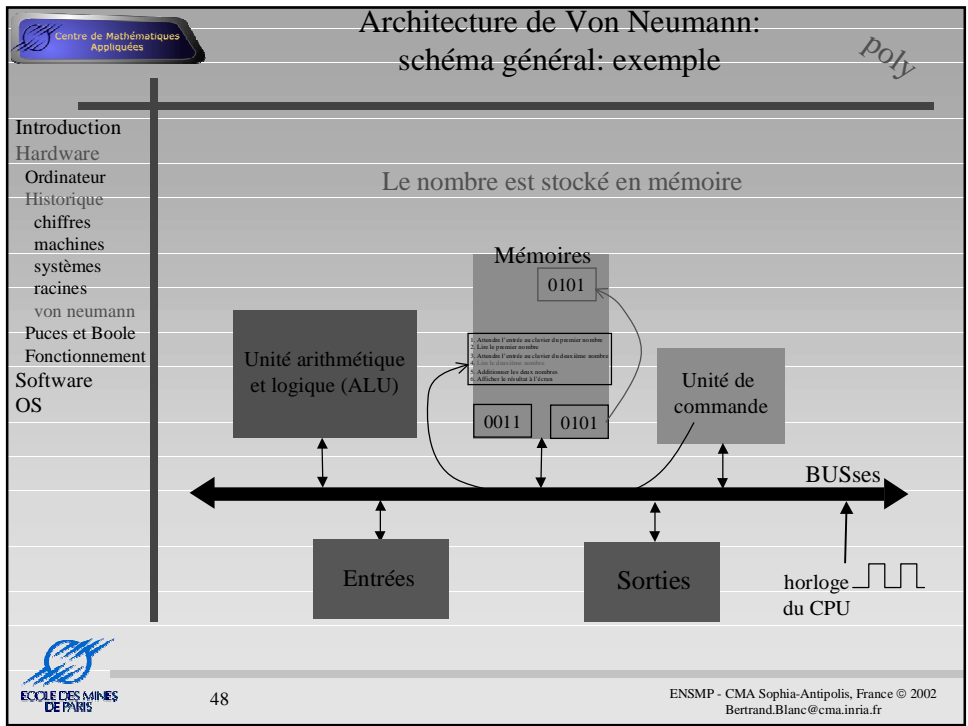 Centre de Mathématiques
Appliquées
Architecture de Von Neumann:
schéma général: exemple
poly
Introduction
Hardware
Ordinateur
Historique
chiffres
machines
systèmes
racines
von neumann
Puces et Boole
Fonctionnement
Software
OS
Le nombre est stocké en mémoire
Mémoires
0101
1. Attendre l'entrée au clavier du premier nombre
2. Lire le premier nombre
3. Attendre l'entrée au clavier du deuxième nombre
4. Lire le deuxième nombre
5. Additionner les deux nombres
6. Afficher le résultat à l'écran
0011
0101
Unité arithmétique
et logique (ALU)
Unité de
commande
BUSses
Entrées
Sorties
horloge
du CPU
ECOLE DES MINES
DE PARIS
48
ENSMP - CMA Sophia-Antipolis, France © 2002
Bertrand.Blanc@cma.inria.fr